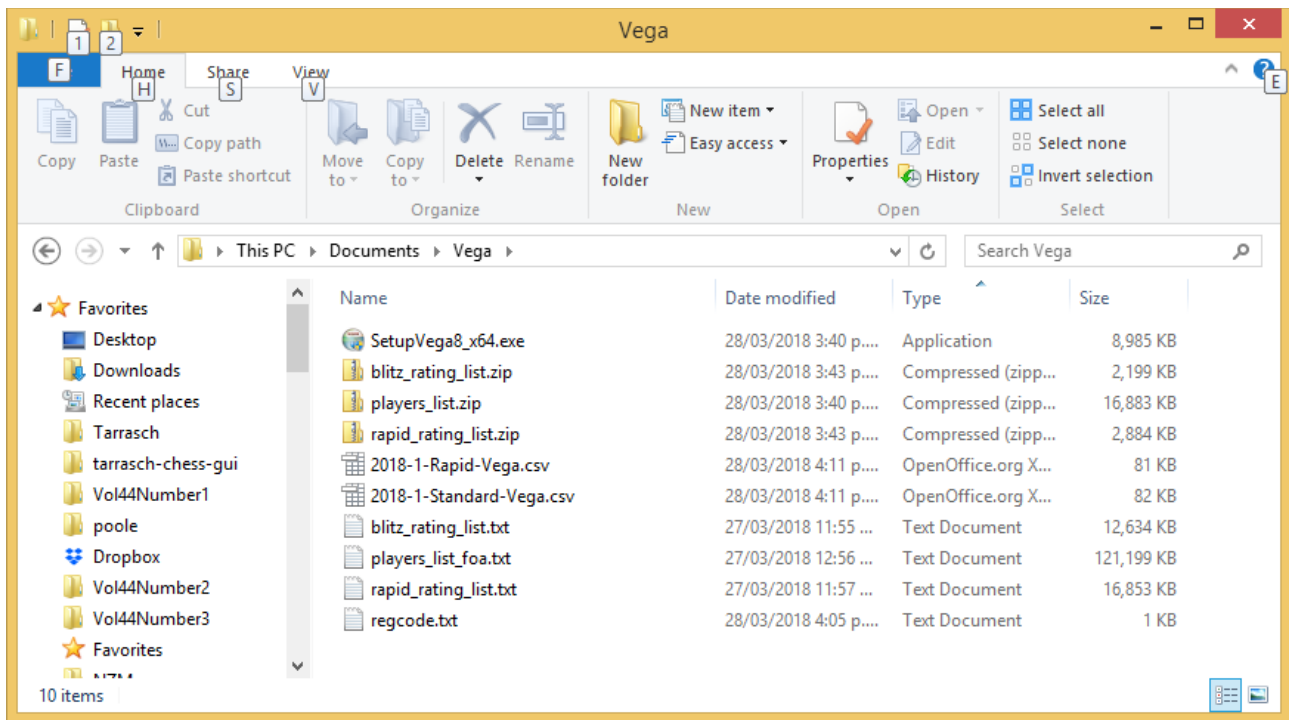 Vega
1 2
F Home Share View
H S V E
Copy Paste Cut Copy path Paste shortcut
Move to Copy to Delete Rename
New folder New item Easy access
Properties Open Edit History
Select all Select none Invert selection
Clipboard Organize New Open Select
This PC Documents Vega Search Vega
Favorites
Desktop
Downloads
Recent places
Tarrasch
tarrasch-chess-gui
Vol44Number1
poole
Dropbox
Vol44Number2
Vol44Number3
Favorites
Name Date modified Type Size
SetupVega8_x64.exe 28/03/2018 3:40 p.... Application 8,985 KB
blitz_rating_list.zip 28/03/2018 3:43 p.... Compressed (zipp... 2,199 KB
players_list.zip 28/03/2018 3:40 p.... Compressed (zipp... 16,883 KB
rapid_rating_list.zip 28/03/2018 3:43 p.... Compressed (zipp... 2,884 KB
2018-1-Rapid-Vega.csv 28/03/2018 4:11 p.... OpenOffice.org X... 81 KB
2018-1-Standard-Vega.csv 28/03/2018 4:11 p.... OpenOffice.org X... 82 KB
blitz_rating_list.txt 27/03/2018 11:55 ... Text Document 12,634 KB
players_list_foa.txt 27/03/2018 12:56 ... Text Document 121,199 KB
rapid_rating_list.txt 27/03/2018 11:57 ... Text Document 16,853 KB
regcode.txt 28/03/2018 4:05 p.... Text Document 1 KB
10 items